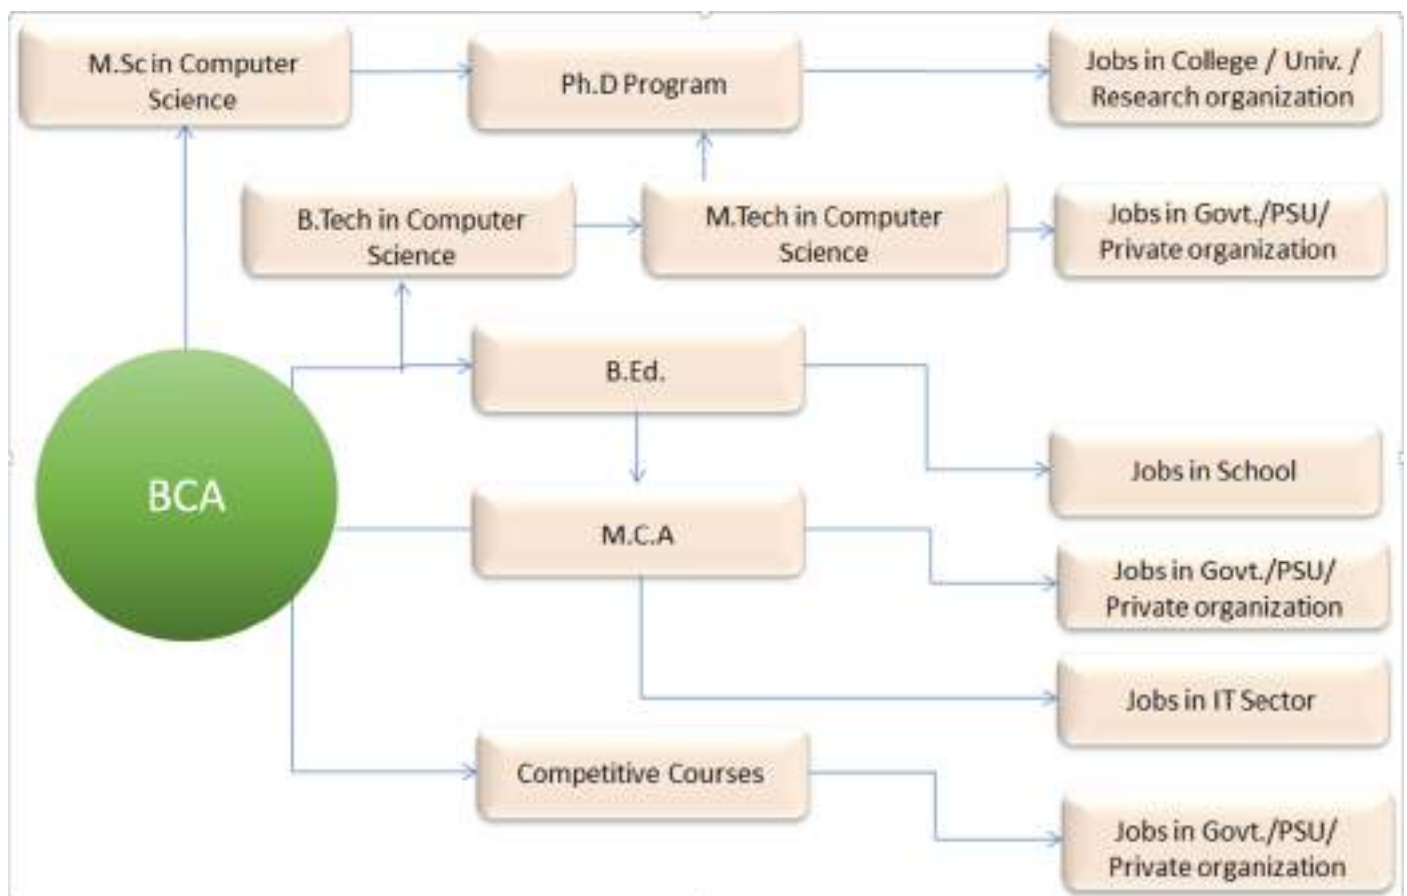 M.Sc in Computer
Science
Ph.D Program
Jobs in College / Univ. /
Research organization
B.Tech in Computer
Science
M.Tech in Computer
Science
Jobs in Govt./PSU/
Private organization
B.Ed.
Jobs in School
BCA
M.C.A
Jobs in Govt./PSU/
Private organization
Jobs in IT Sector
Competitive Courses
Jobs in Govt./PSU/
Private organization